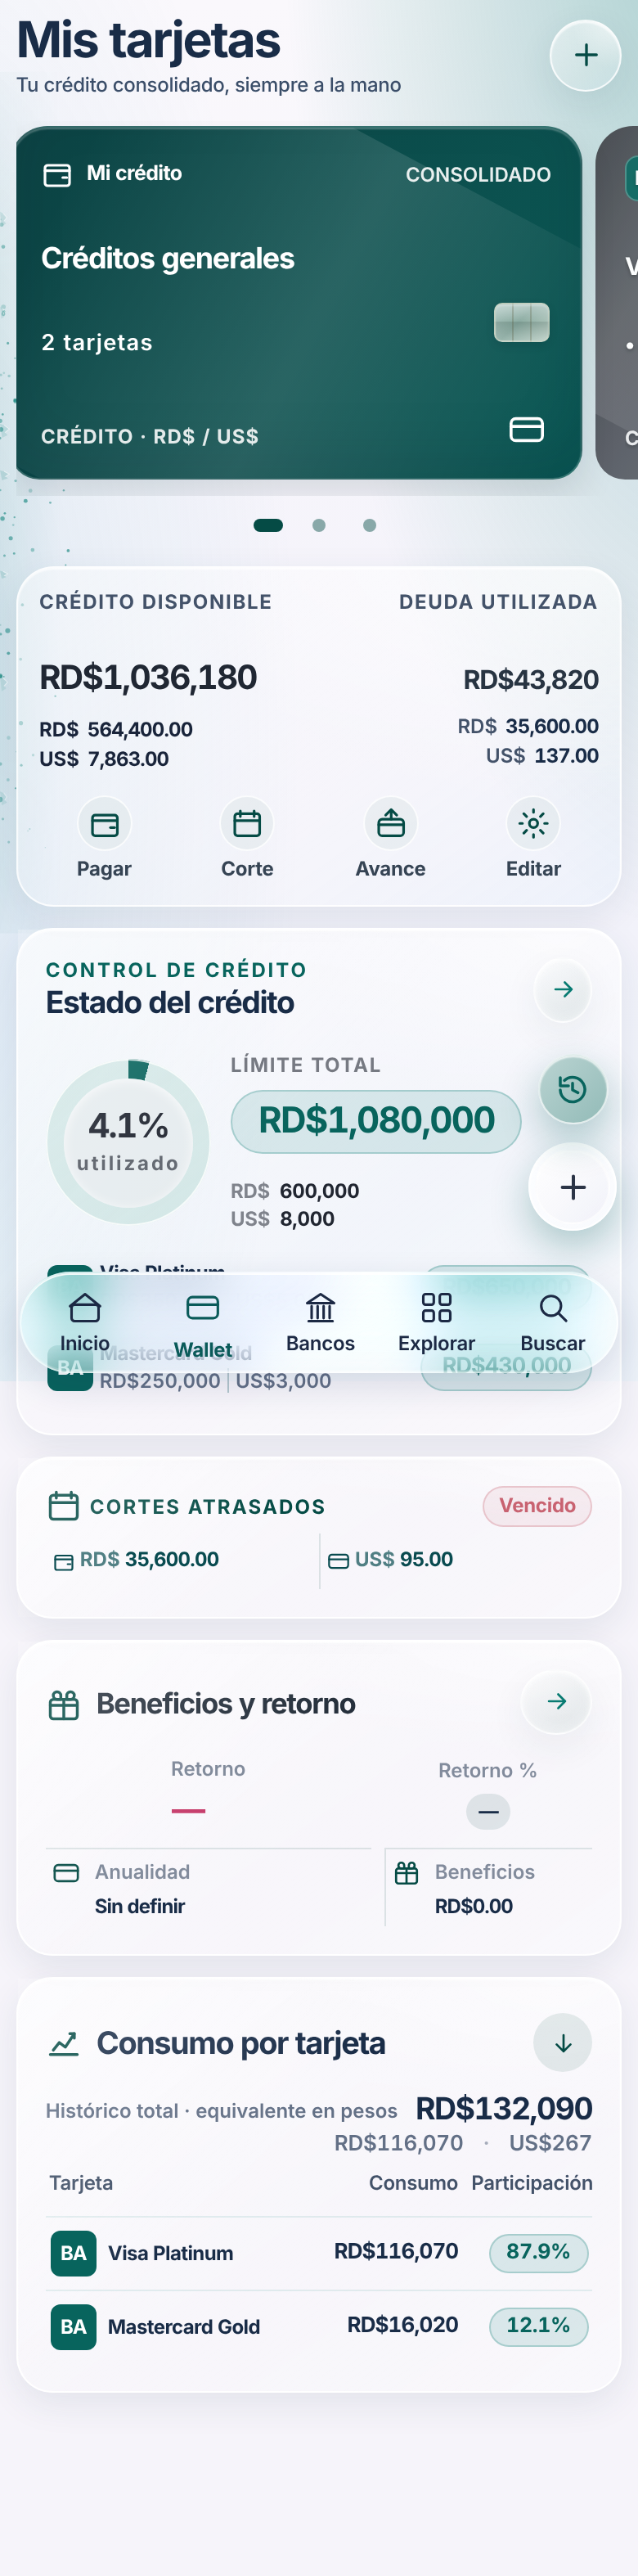 Mis tarjetas
Tu crédito consolidado, siempre a la mano
Mi crédito
CONSOLIDADO
Créditos generales
2 tarjetas
CRÉDITO · RD$ / US$
CRÉDITO DISPONIBLE
DEUDA UTILIZADA
RD$1,036,180
RD$43,820
RD$ 564,400.00
RD$ 35,600.00
US$ 7,863.00
US$ 137.00
Pagar
Corte
Avance
Editar
CONTROL DE CRÉDITO
Estado del crédito
LÍMITE TOTAL
4.1%
utilizado
RD$1,080,000
RD$ 600,000
US$ 8,000
Visa Platinum
Inicio
Wallet
Bancos
Explorar
Buscar
BA
Mastercard Gold
RD$430,000
RD$250,000 | US$3,000
CORTES ATRASADOS
Vencido
RD$ 35,600.00
US$ 95.00
Beneficios y retorno
Retorno
Retorno %
—
—
Anualidad
Beneficios
Sin definir
RD$0.00
Consumo por tarjeta
Histórico total · equivalente en pesos
RD$132,090
RD$116,070 · US$267
Tarjeta
Consumo
Participación
BA
Visa Platinum
RD$116,070
87.9%
BA
Mastercard Gold
RD$16,020
12.1%